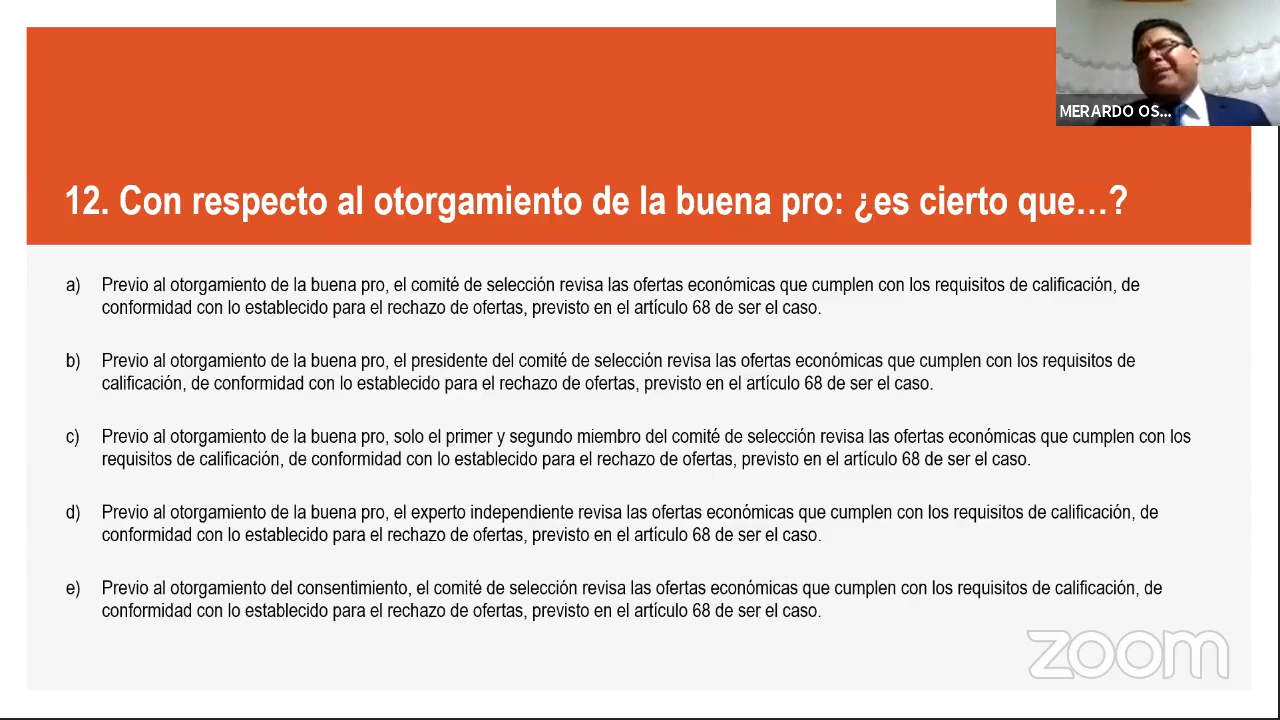 MERARDO OS...
12. Con respecto al otorgamiento de la buena pro: ¿es cierto que…?
a) Previo al otorgamiento de la buena pro, el comité de selección revisa las ofertas económicas que cumplen con los requisitos de calificación, de
conformidad con lo establecido para el rechazo de ofertas, previsto en el artículo 68 de ser el caso.
b) Previo al otorgamiento de la buena pro, el presidente del comité de selección revisa las ofertas económicas que cumplen con los requisitos de
calificación, de conformidad con lo establecido para el rechazo de ofertas, previsto en el artículo 68 de ser el caso.
c) Previo al otorgamiento de la buena pro, solo el primer y segundo miembro del comité de selección revisa las ofertas económicas que cumplen con los
requisitos de calificación, de conformidad con lo establecido para el rechazo de ofertas, previsto en el artículo 68 de ser el caso.
d) Previo al otorgamiento de la buena pro, el experto independiente revisa las ofertas económicas que cumplen con los requisitos de calificación, de
conformidad con lo establecido para el rechazo de ofertas, previsto en el artículo 68 de ser el caso.
e) Previo al otorgamiento del consentimiento, el comité de selección revisa las ofertas económicas que cumplen con los requisitos de calificación, de
conformidad con lo establecido para el rechazo de ofertas, previsto en el artículo 68 de ser el caso.
zoom